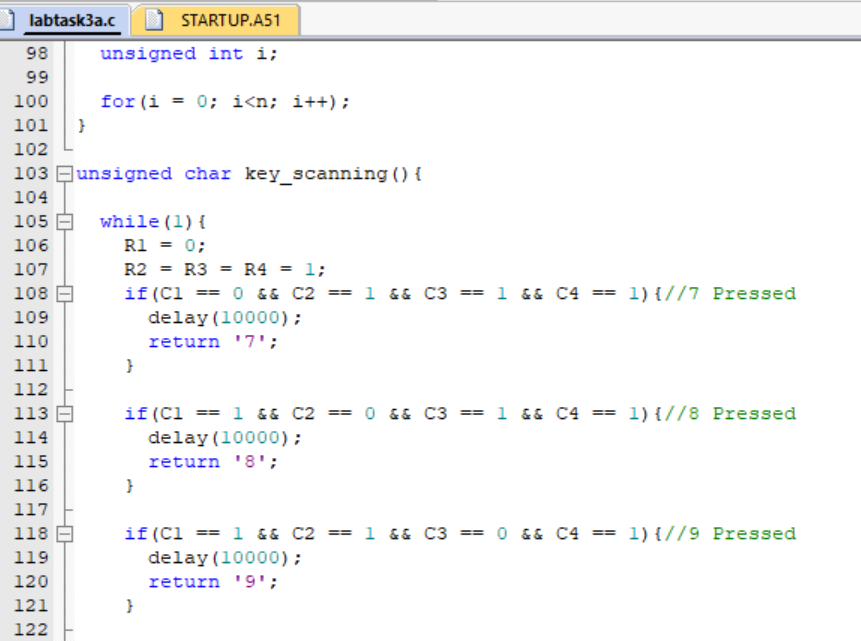 labtask3a.c STARTUP.A51
98 unsigned int i;
99
100 for(i = 0; i<n; i++);
101 }
102
103 unsigned char key_scanning(){
104
105 while(1){
106 R1 = 0;
107 R2 = R3 = R4 = 1;
108 if(C1 == 0 && C2 == 1 && C3 == 1 && C4 == 1){//7 Pressed
109 delay(10000);
110 return '7';
111 }
112
113 if(C1 == 1 && C2 == 0 && C3 == 1 && C4 == 1){//8 Pressed
114 delay(10000);
115 return '8';
116 }
117
118 if(C1 == 1 && C2 == 1 && C3 == 0 && C4 == 1){//9 Pressed
119 delay(10000);
120 return '9';
121 }
122